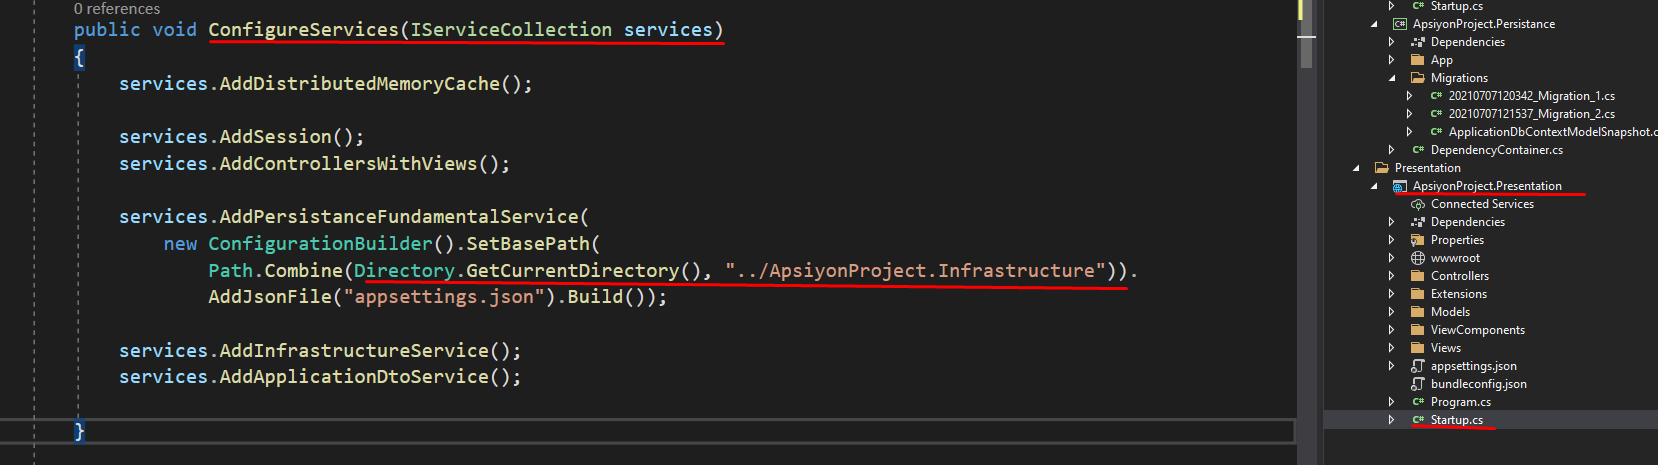 0 references
public void ConfigureServices(IServiceCollection services)
{
services.AddDistributedMemoryCache();
services.AddSession();
services.AddControllersWithViews();
services.AddPersistanceFundamentalService(
new ConfigurationBuilder().SetBasePath(
Path.Combine(Directory.GetCurrentDirectory(), "../ApsiyonProject.Infrastructure")).
AddJsonFile("appsettings.json").Build());
services.AddInfrastructureService();
services.AddApplicationDtoService();
}
C# Startup.cs
C# ApsiyonProject.Persistance
Dependencies
App
Migrations
C# 20210707120342_Migration_1.cs
C# 20210707121537_Migration_2.cs
C# ApplicationDbContextModelSnapshot.c
C# DependencyContainer.cs
Presentation
ApsiyonProject.Presentation
Connected Services
Dependencies
Properties
wwwroot
Controllers
Extensions
Models
ViewComponents
Views
appsettings.json
bundleconfig.json
C# Program.cs
C# Startup.cs